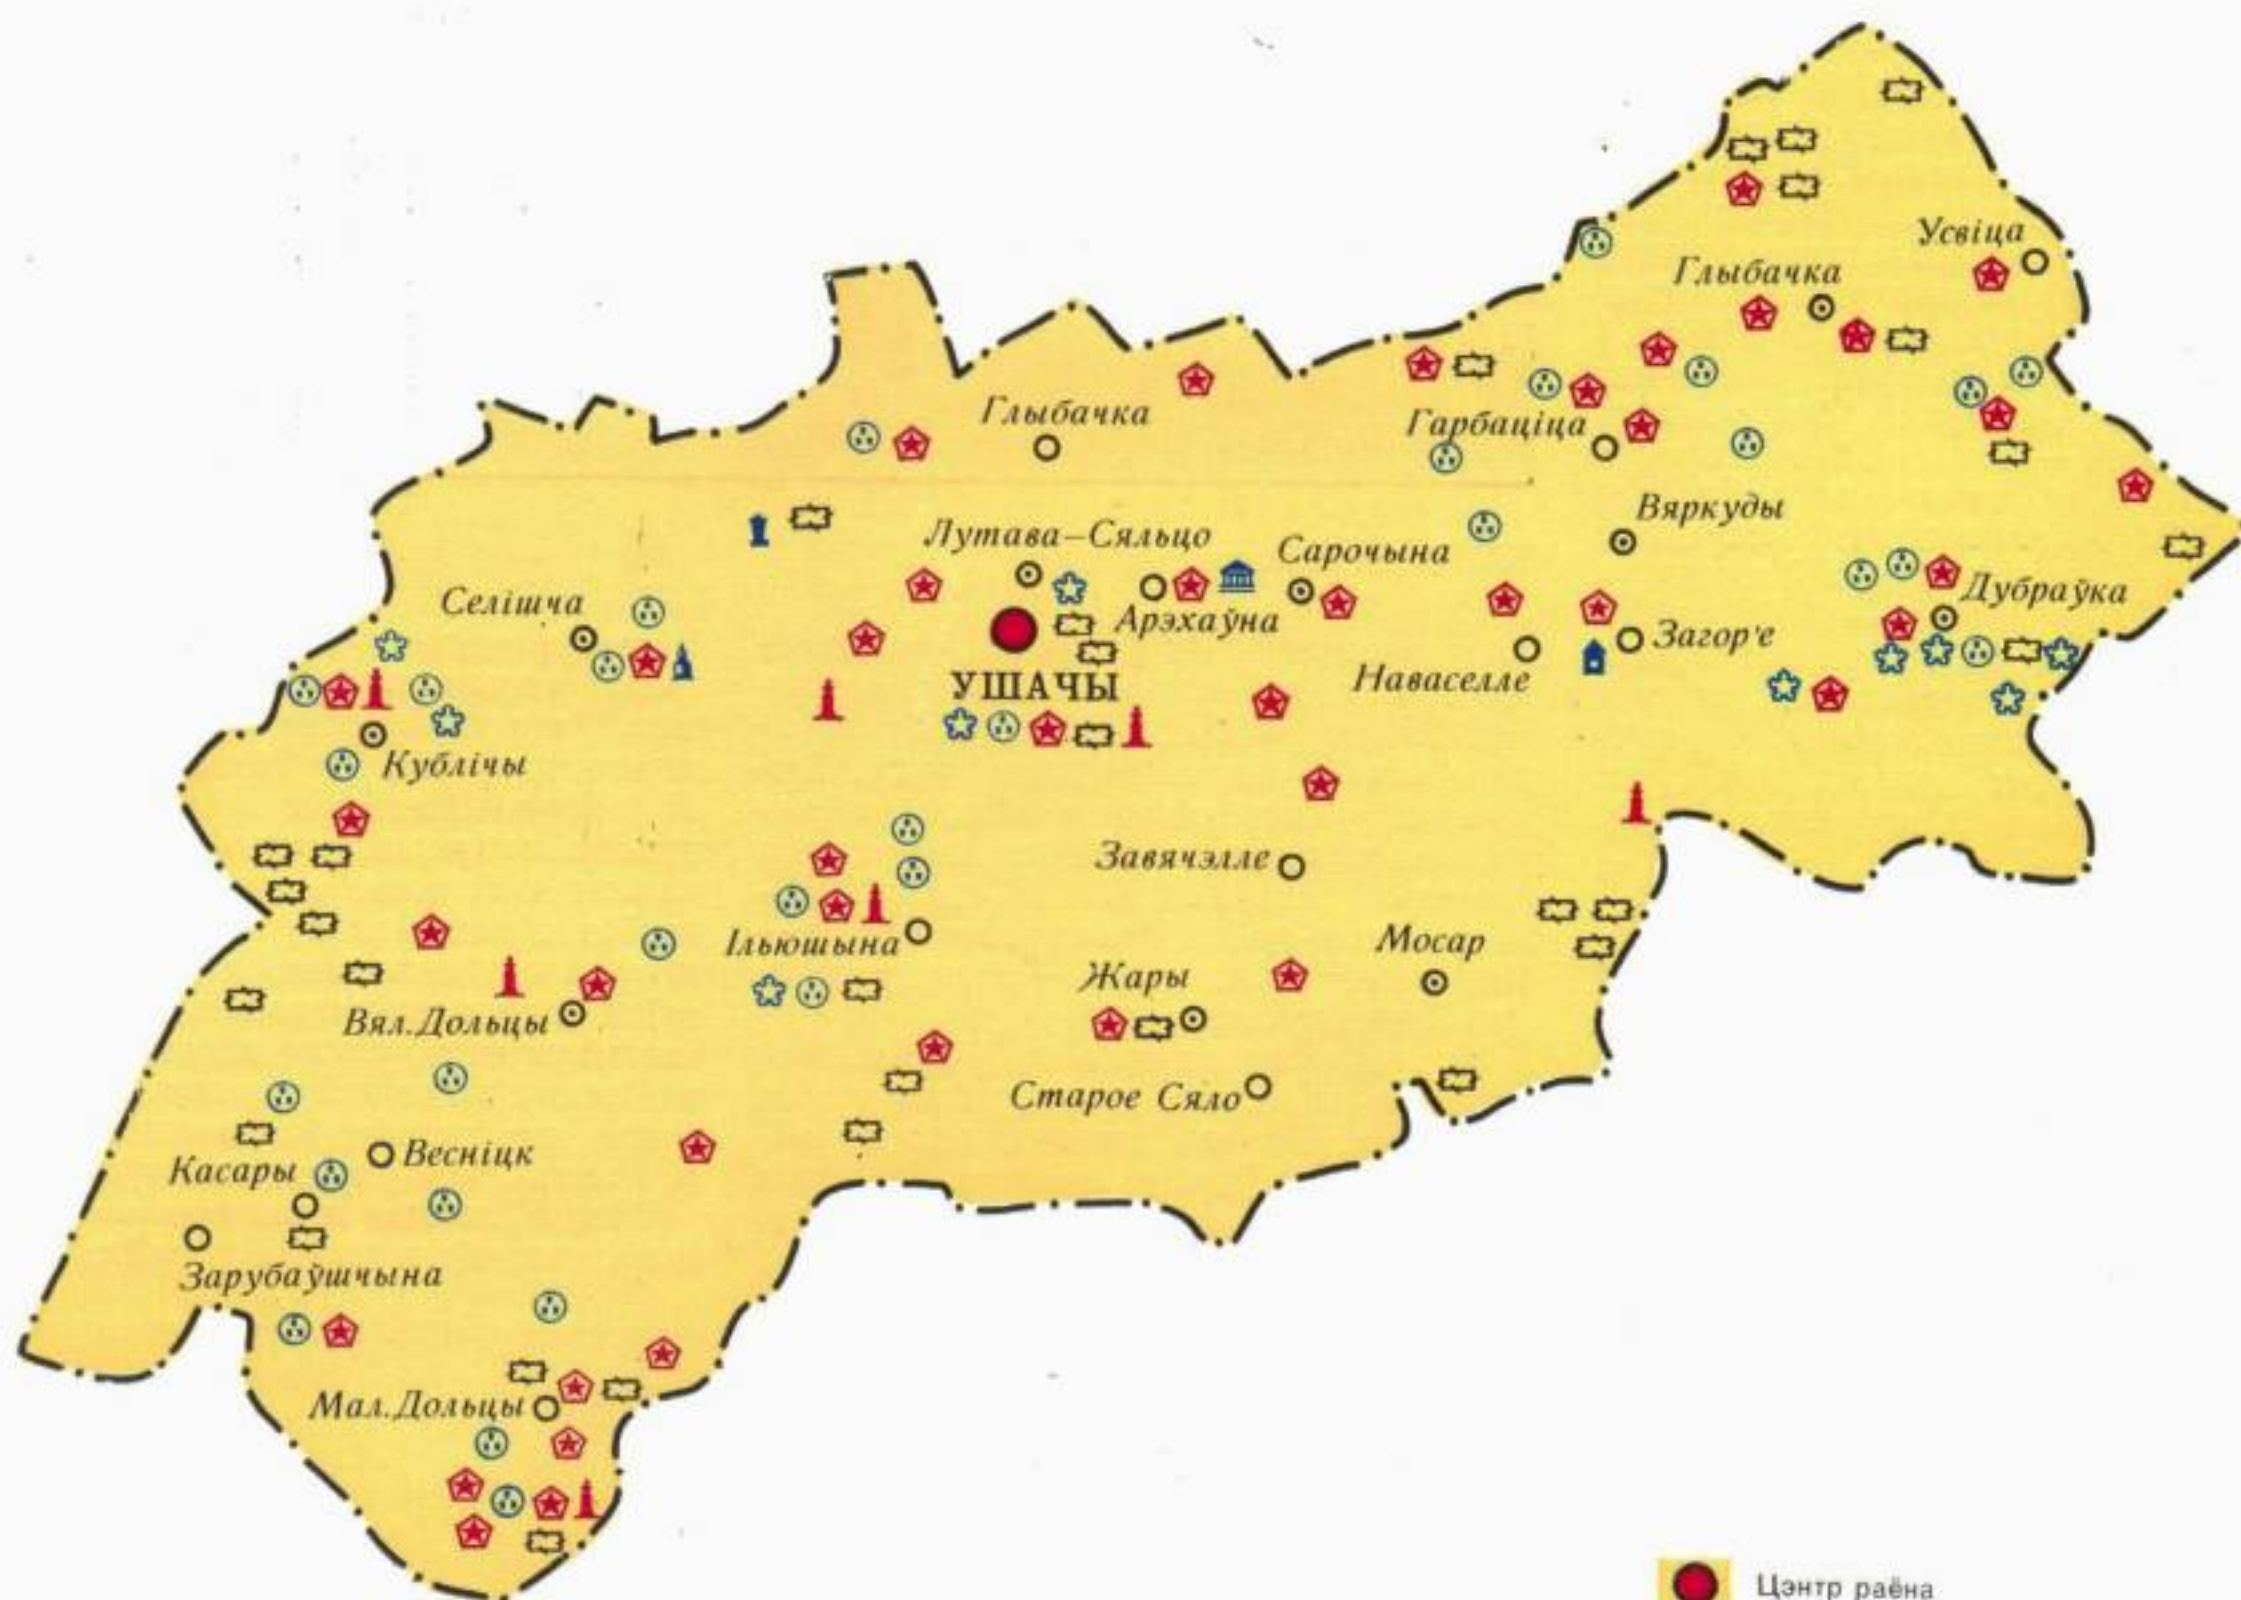 Усвіца
Глыбачка
Глыбачка
Гарбаціца
Вяркуды
Лутава–Сяльцо
Сарочына
Селішча
Дубраўка
Арэхаўна
Загор'е
УШАЧЫ
Наваселле
Кублічы
Завячэлле
Ільюшына
Мосар
Жары
Вял.Дольцы
Старое Сяло
Весніцк
Касары
Зарубаўшчына
Мал.Дольцы
Цэнтр раёна